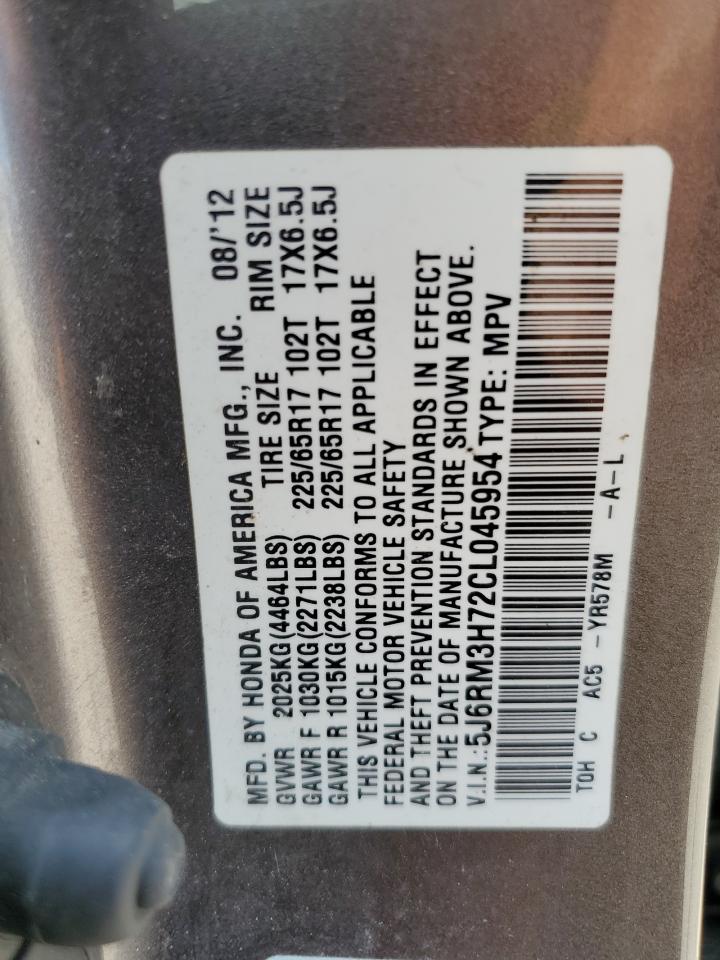 MFD. BY HONDA OF AMERICA MFG., INC. 08/'12
GVWR 2025KG(4464LBS) TIRE SIZE RIM SIZE
GAWR F 1030KG(2271LBS) 225/65R17 102T 17X6.5J
GAWR R 1015KG(2238LBS) 225/65R17 102T 17X6.5J
THIS VEHICLE CONFORMS TO ALL APPLICABLE
FEDERAL MOTOR VEHICLE SAFETY
AND THEFT PREVENTION STANDARDS IN EFFECT
ON THE DATE OF MANUFACTURE SHOWN ABOVE.
V.I.N.: 5J6RM3H72CL045954 TYPE: MPV
TQH C AC5 - YR578M -A-L